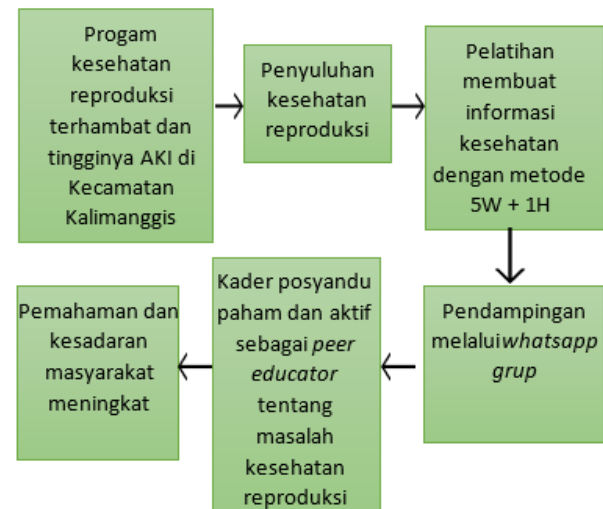 Progam
kesehatan
reproduksi
terhambat dan
tingginya AKI di
Kecamatan
Kalimanggis
Penyuluhan
kesehatan
reproduksi
Pelatihan
membuat
informasi
kesehatan
dengan metode
5W + 1H
Pendampingan
melaluiwhatsapp
grup
Kader posyandu
paham dan aktif
sebagai peer
educator
tentang
masalah
kesehatan
reproduksi
Pemahaman dan
kesadaran
masyarakat
meningkat